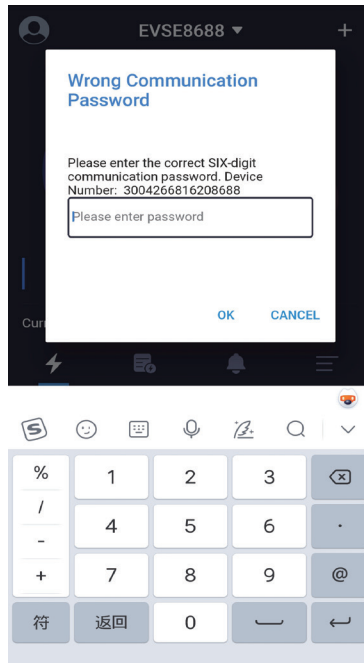 EVSE8688
Wrong Communication
Password
Please enter the correct SIX-digit
communication password. Device
Number: 3004266816208688
Please enter password
OK CANCEL
Curr
S
% 1 2 3
/
4 5 6 .
-
+ 7 8 9 @
符 返回 0